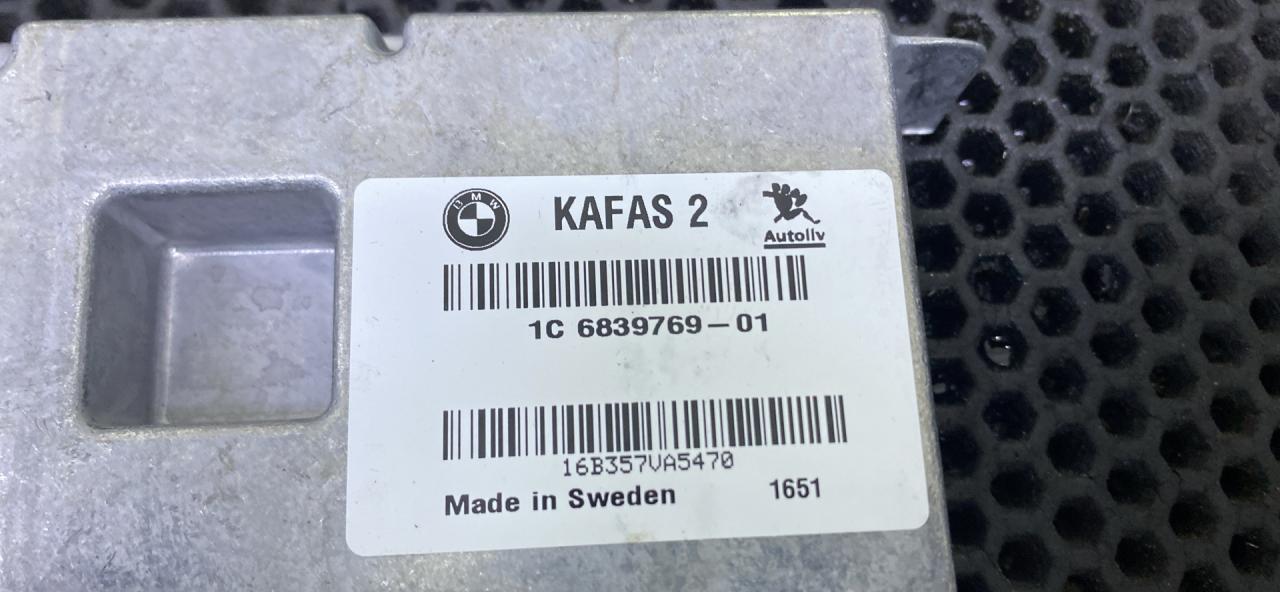 BMW KAFAS 2
Autoliv
1C 6839769-01
16B357VA5470
Made in Sweden 1651